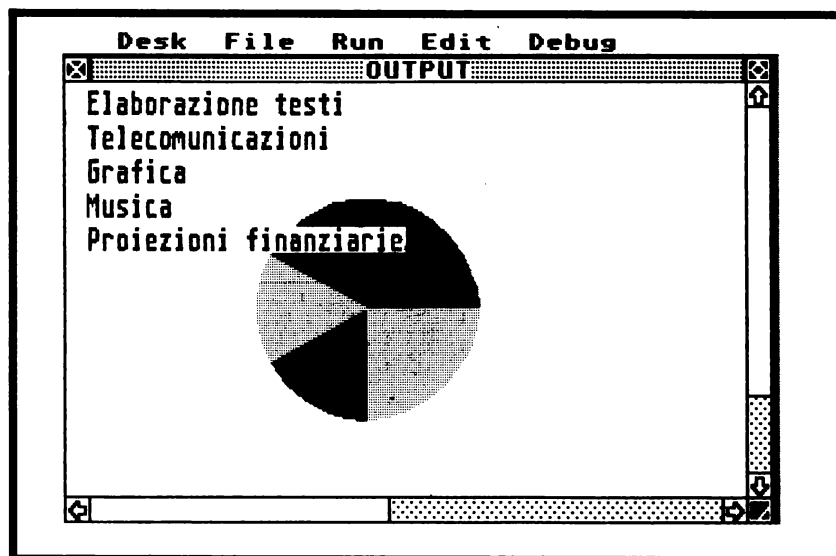 Desk File Run Edit Debug
OUTPUT
Elaborazione testi
Telecomunicazioni
Grafica
Musica
Proiezioni finanziarie